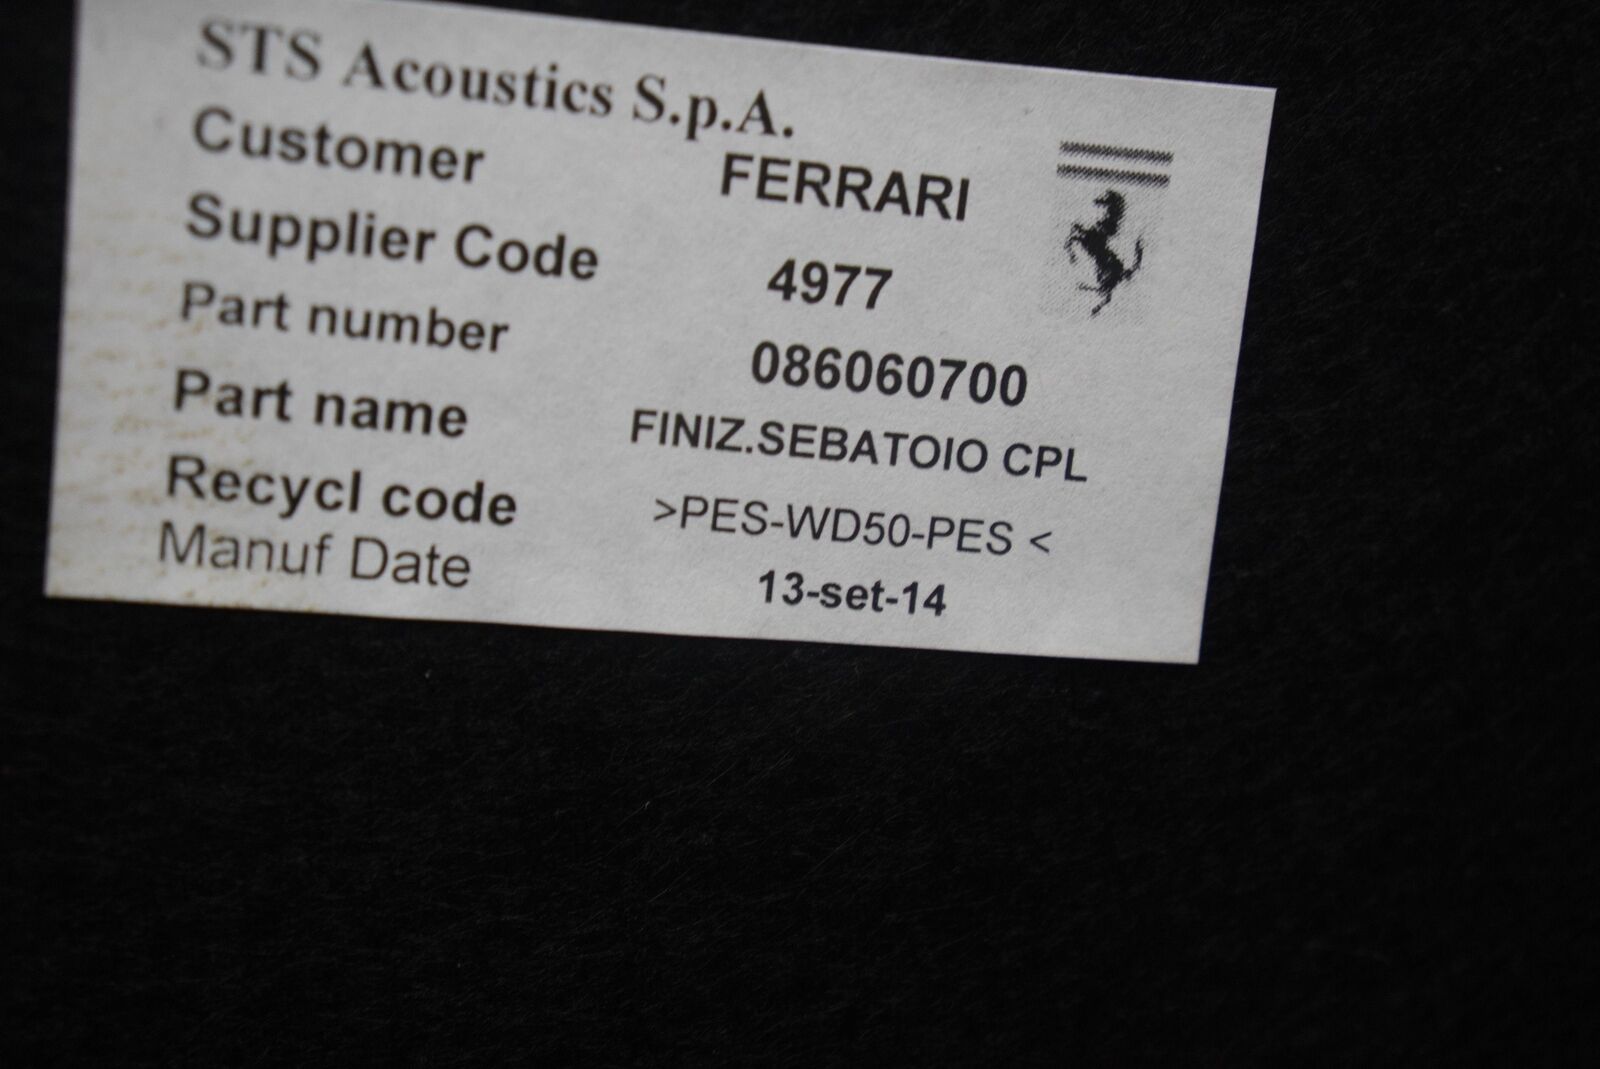 STS Acoustics S.p.A.
Customer FERRARI
Supplier Code 4977
Part number 086060700
Part name FINIZ.SEBATOIO CPL
Recycl code >PES-WD50-PES <
Manuf Date 13-set-14